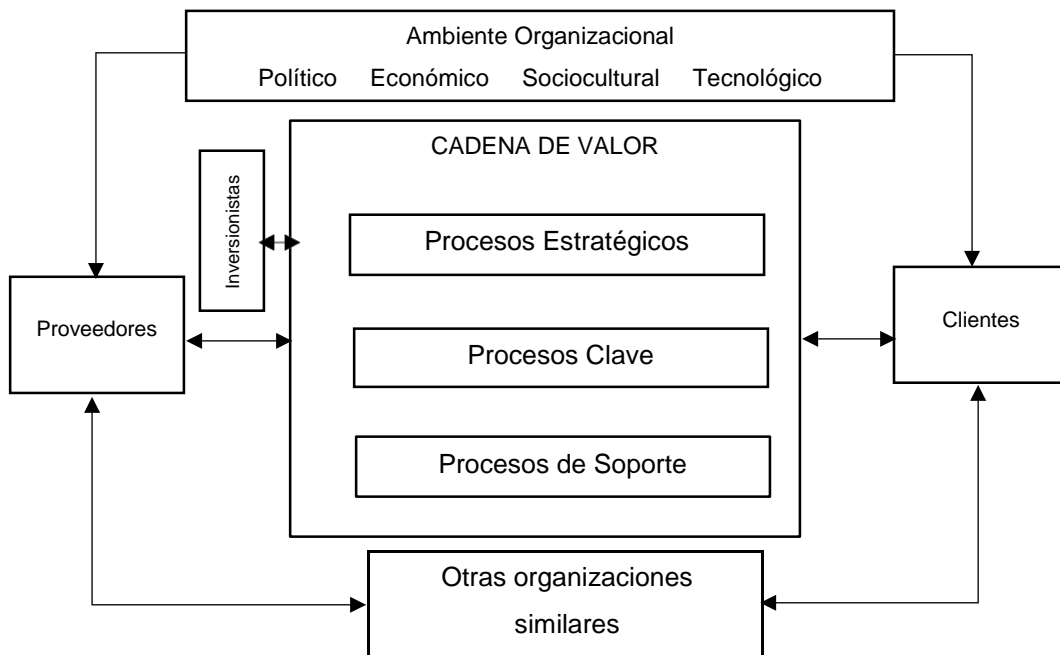 Ambiente Organizacional
Político Económico Sociocultural Tecnológico
CADENA DE VALOR
Inversionistas
Procesos Estratégicos
Proveedores
Clientes
Procesos Clave
Procesos de Soporte
Otras organizaciones
similares